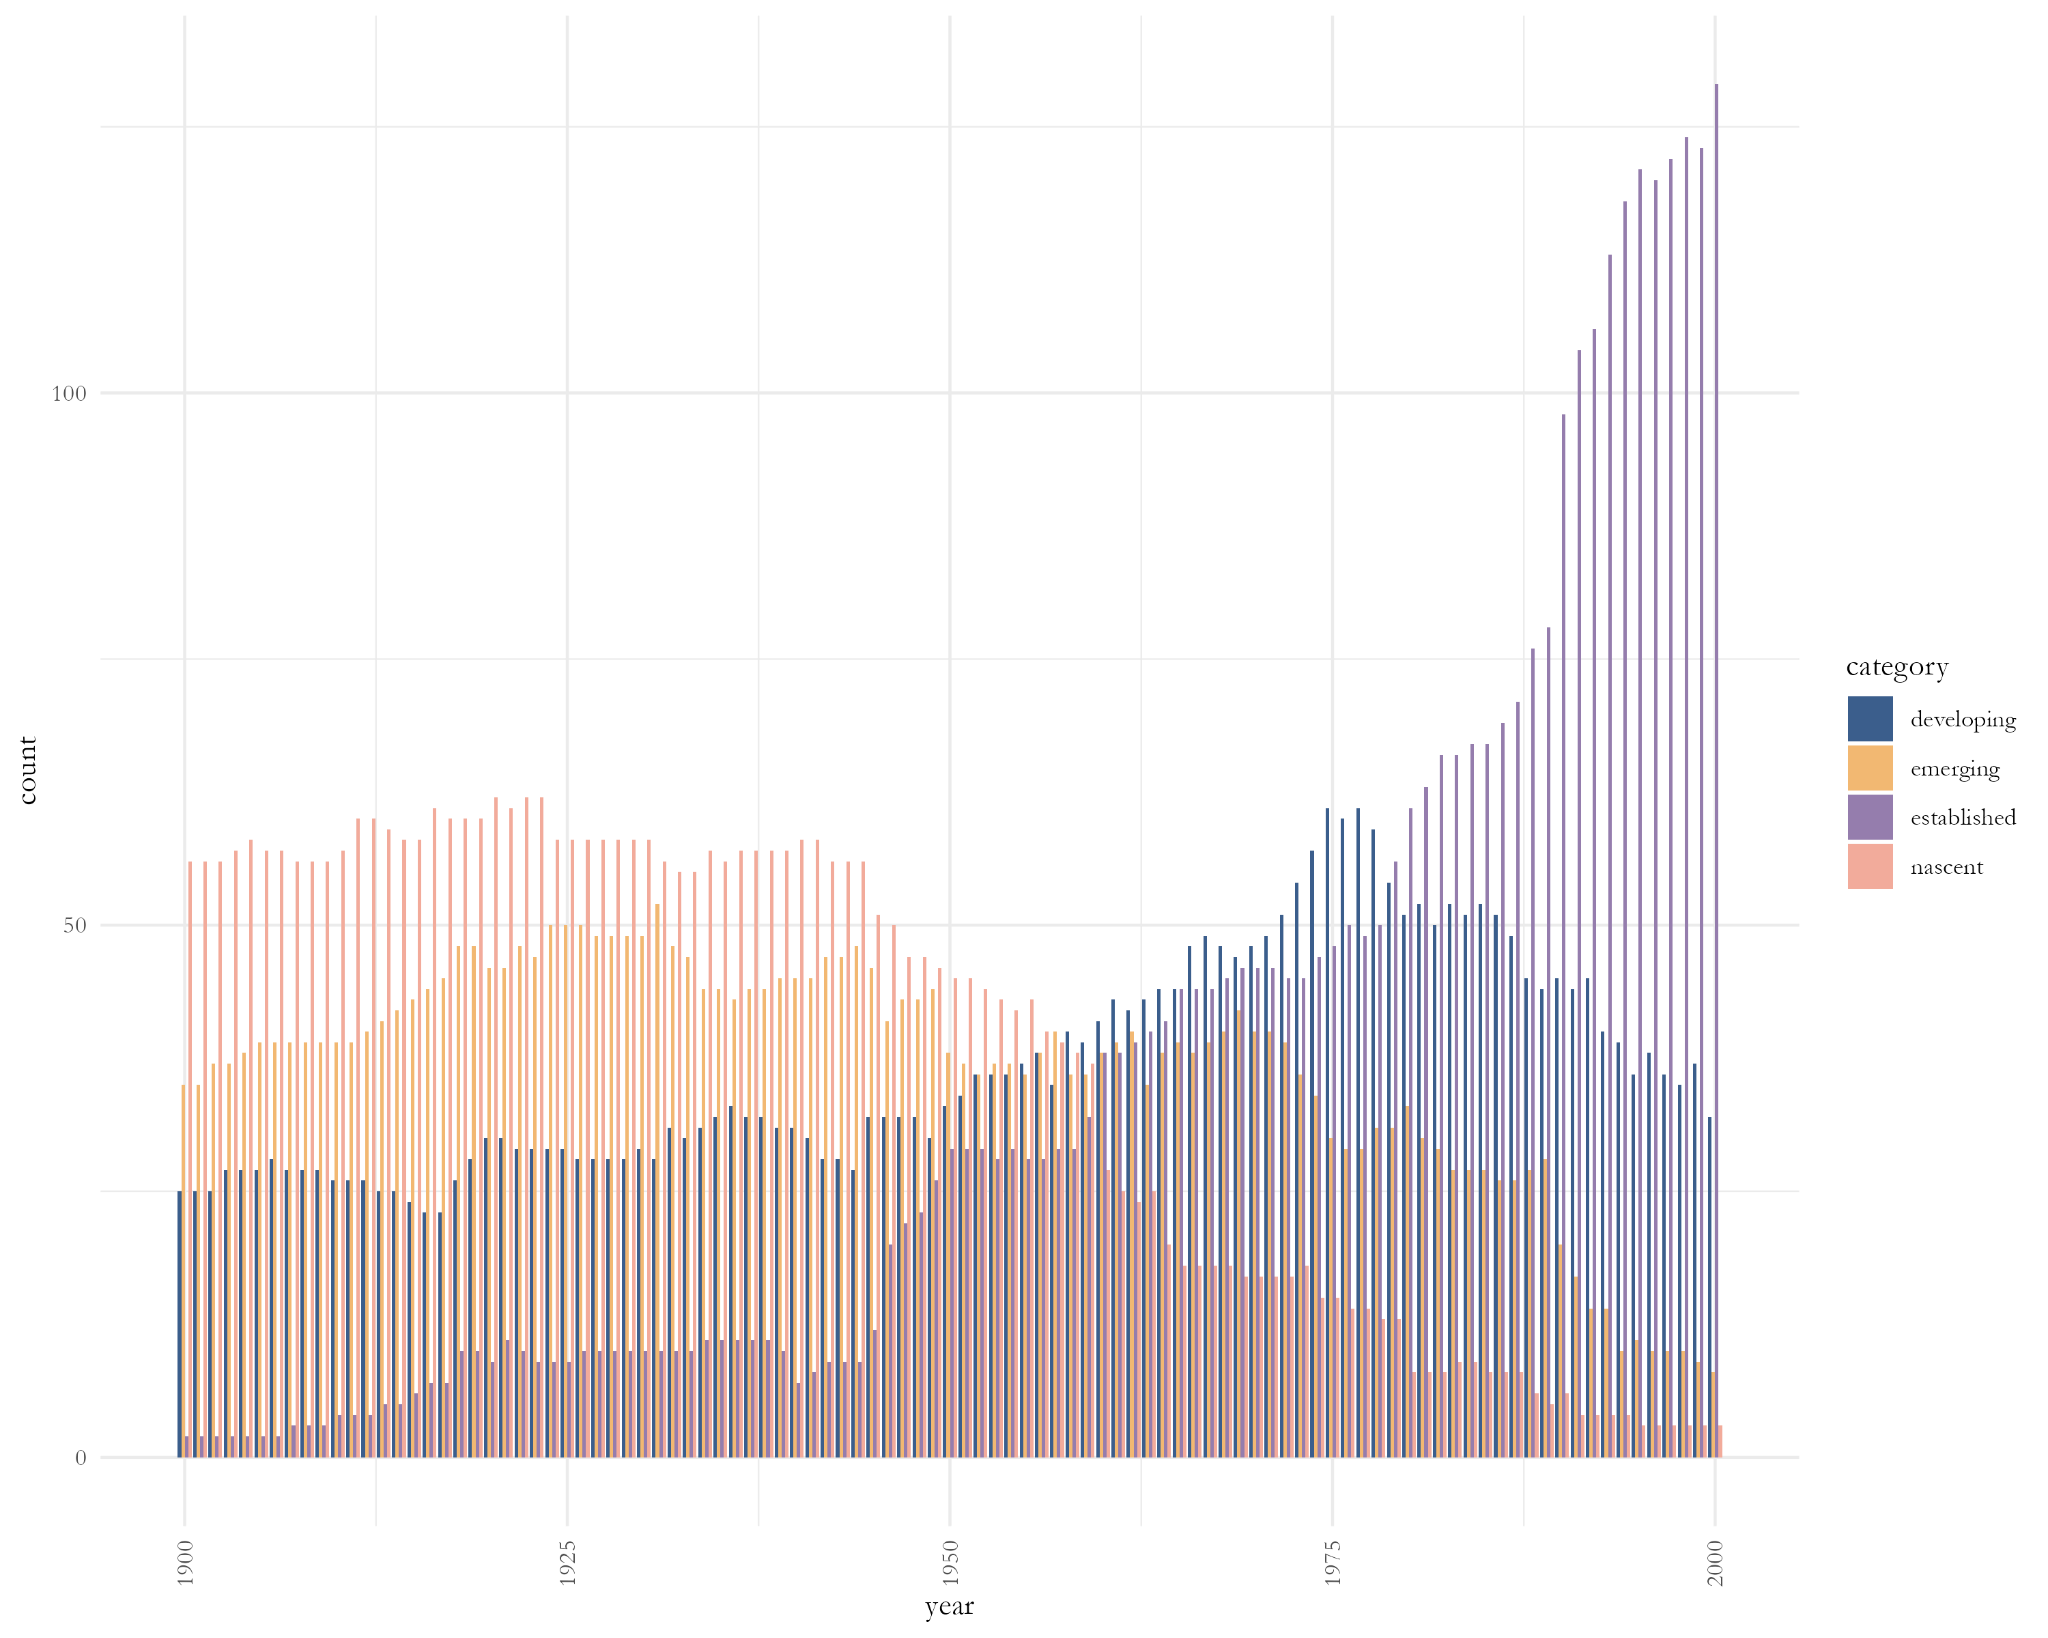 count
100
50
0
1900
1925
1950
1975
2000
year
category
developing
emerging
established
nascent